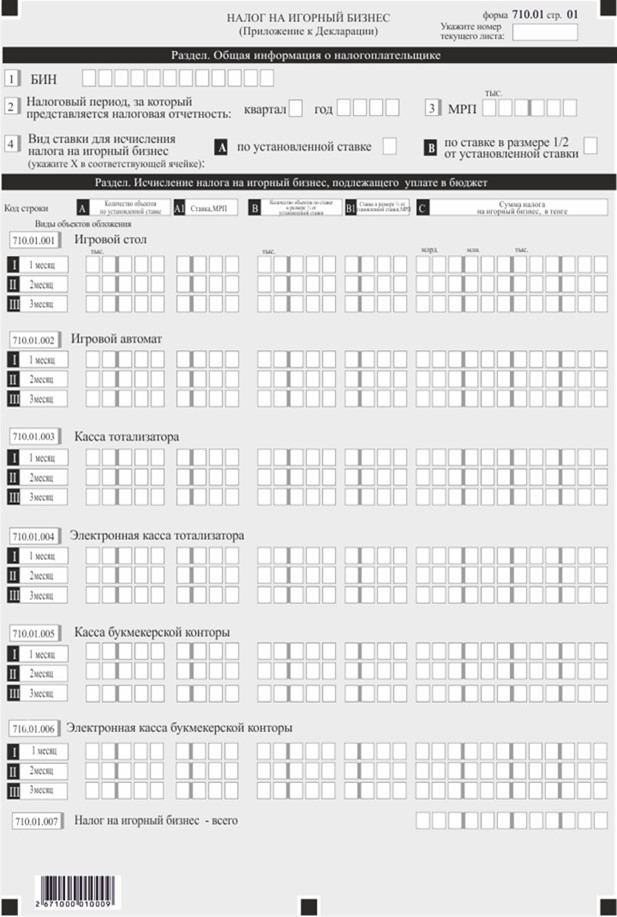 НАЛОГ НА ИГОРНЫЙ БИЗНЕС
(Приложение к Декларации)
форма 710.01 стр. 01
Укажите номер
текущего листа:
Раздел. Общая информация о налогоплательщике
1 БИН
2 Налоговый период, за который
представляется налоговая отчетность: квартал год
тыс.
3 МРП
4 Вид ставки для исчисления
налога на игорный бизнес
(укажите X в соответствующей ячейке):
A по установленной ставке
B по ставке в размере 1/2
от установленной ставки
Раздел. Исчисление налога на игорный бизнес, подлежащего уплате в бюджет
Код строки
A Количество объектов
по установленной ставке
A1 Ставка, МРП
B Количество объектов по ставке
в размере ½ от
установленной ставки
B1 Ставка в размере ½ от
установленной ставки, МРП
C Сумма налога
на игорный бизнес, в тенге
Виды объектов обложения
710.01.001 Игровой стол
тыс. тыс. млрд. млн. тыс.
I 1 месяц
II 2месяц
III 3месяц
710.01.002 Игровой автомат
I 1 месяц
II 2месяц
III 3месяц
710.01.003 Касса тотализатора
I 1 месяц
II 2месяц
III 3месяц
710.01.004 Электронная касса тотализатора
I 1 месяц
II 2месяц
III 3месяц
710.01.005 Касса букмекерской конторы
I 1 месяц
II 2месяц
III 3месяц
710.01.006 Электронная касса букмекерской конторы
I 1 месяц
II 2месяц
III 3месяц
710.01.007 Налог на игорный бизнес - всего
2 671000 010009